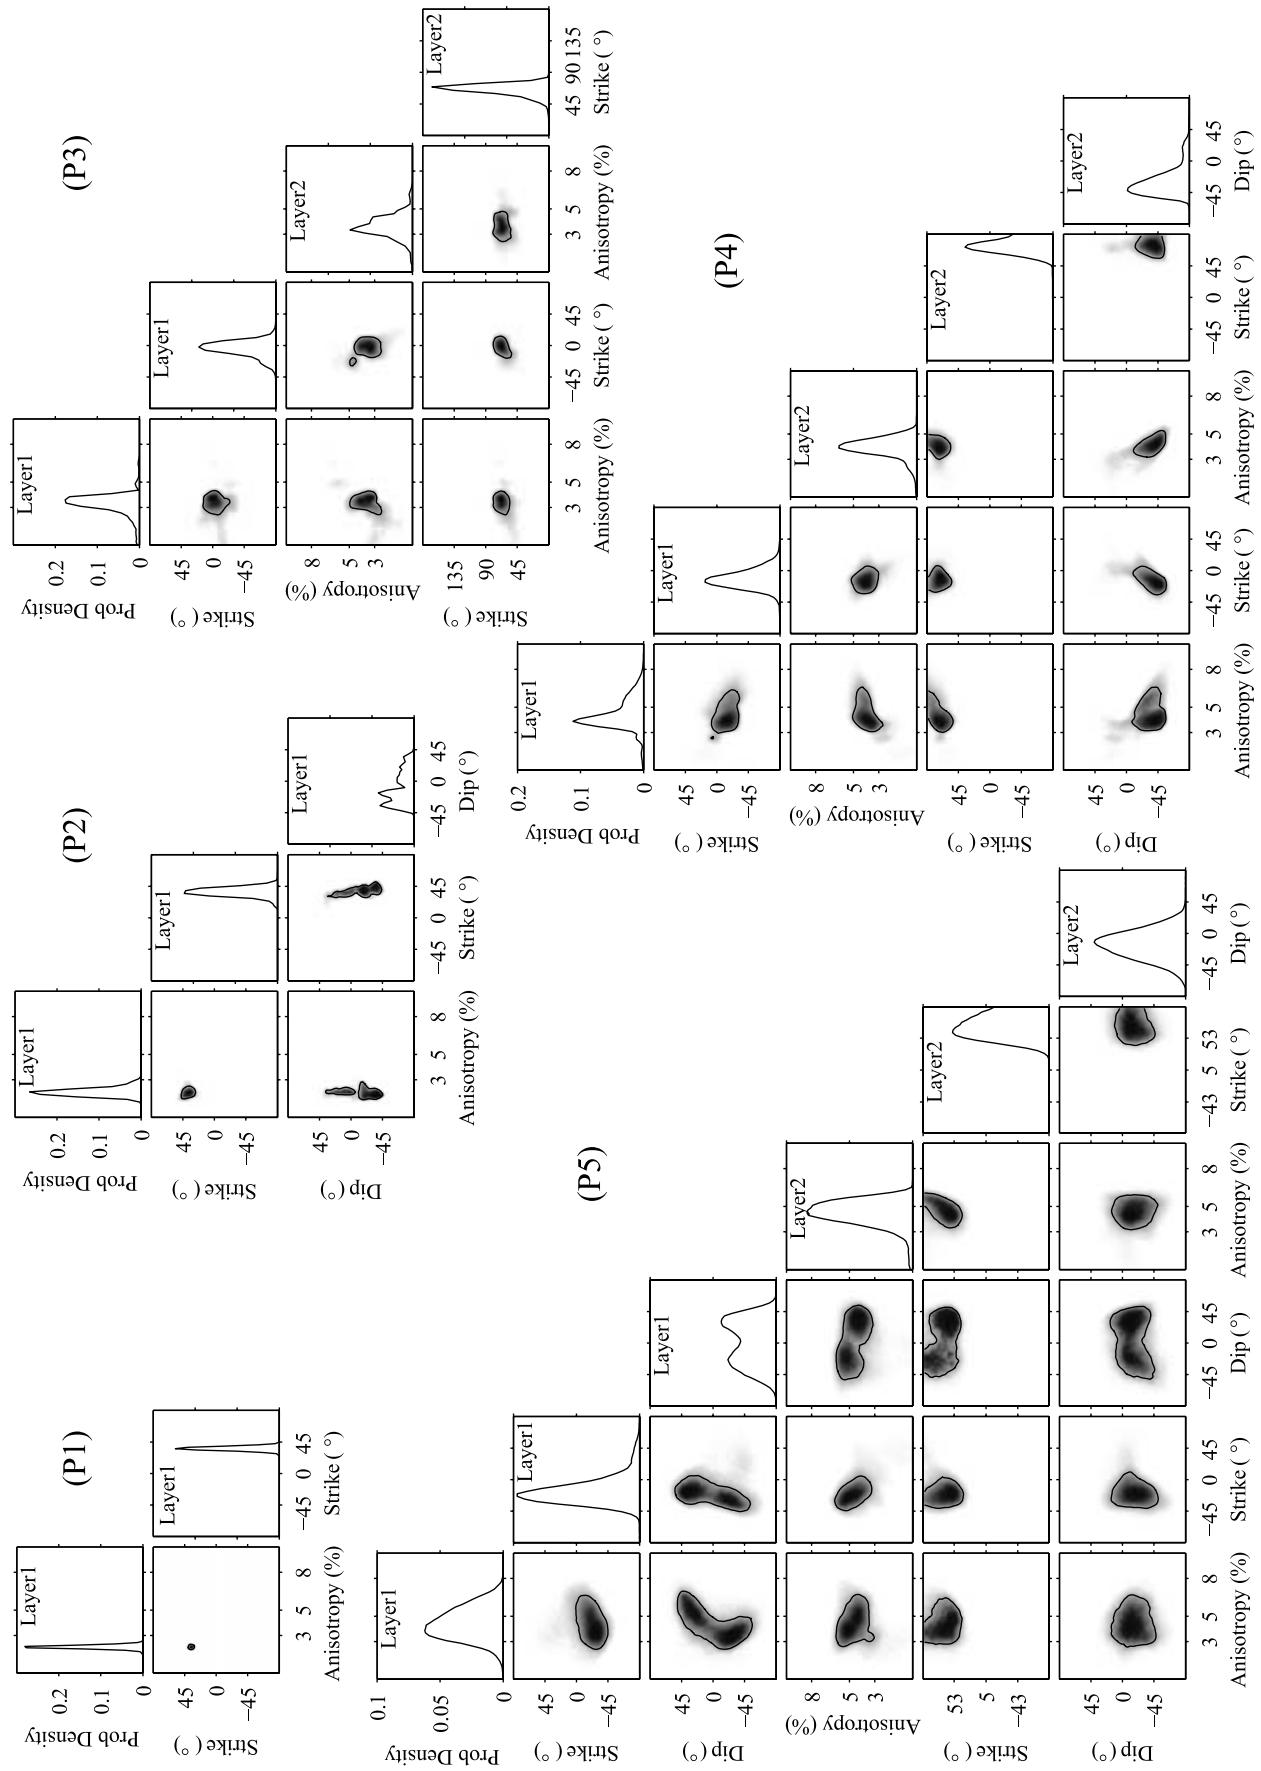 (P1)
Prob Density
0.2
0.1
0
Layer1
Strike (°)
45
0
−45
Layer1
3 5 8
Anisotropy (%)
−45 0 45
Strike (°)
(P2)
Prob Density
0.2
0.1
0
Layer1
Strike (°)
45
0
−45
Layer1
Dip (°)
45
0
−45
Layer1
3 5 8
Anisotropy (%)
−45 0 45
Strike (°)
−45 0 45
Dip (°)
(P3)
Prob Density
0.2
0.1
0
Layer1
Strike (°)
45
0
−45
Layer1
Anisotropy (%)
8
5
3
Layer2
Strike (°)
135
90
45
Layer2
3 5 8
Anisotropy (%)
−45 0 45
Strike (°)
3 5 8
Anisotropy (%)
45 90 135
Strike (°)
(P5)
Prob Density
0.1
0.05
0
Layer1
Strike (°)
45
0
−45
Layer1
Dip (°)
45
0
−45
Layer1
Anisotropy (%)
8
5
3
Layer2
Strike (°)
53
5
−43
Layer2
Dip (°)
45
0
−45
Layer2
3 5 8
Anisotropy (%)
−45 0 45
Strike (°)
−45 0 45
Dip (°)
3 5 8
Anisotropy (%)
−43 5 53
Strike (°)
−45 0 45
Dip (°)
(P4)
Prob Density
0.2
0.1
0
Layer1
Strike (°)
45
0
−45
Layer1
Anisotropy (%)
8
5
3
Layer2
Strike (°)
45
0
−45
Layer2
Dip (°)
45
0
−45
Layer2
3 5 8
Anisotropy (%)
−45 0 45
Strike (°)
3 5 8
Anisotropy (%)
−45 0 45
Strike (°)
−45 0 45
Dip (°)